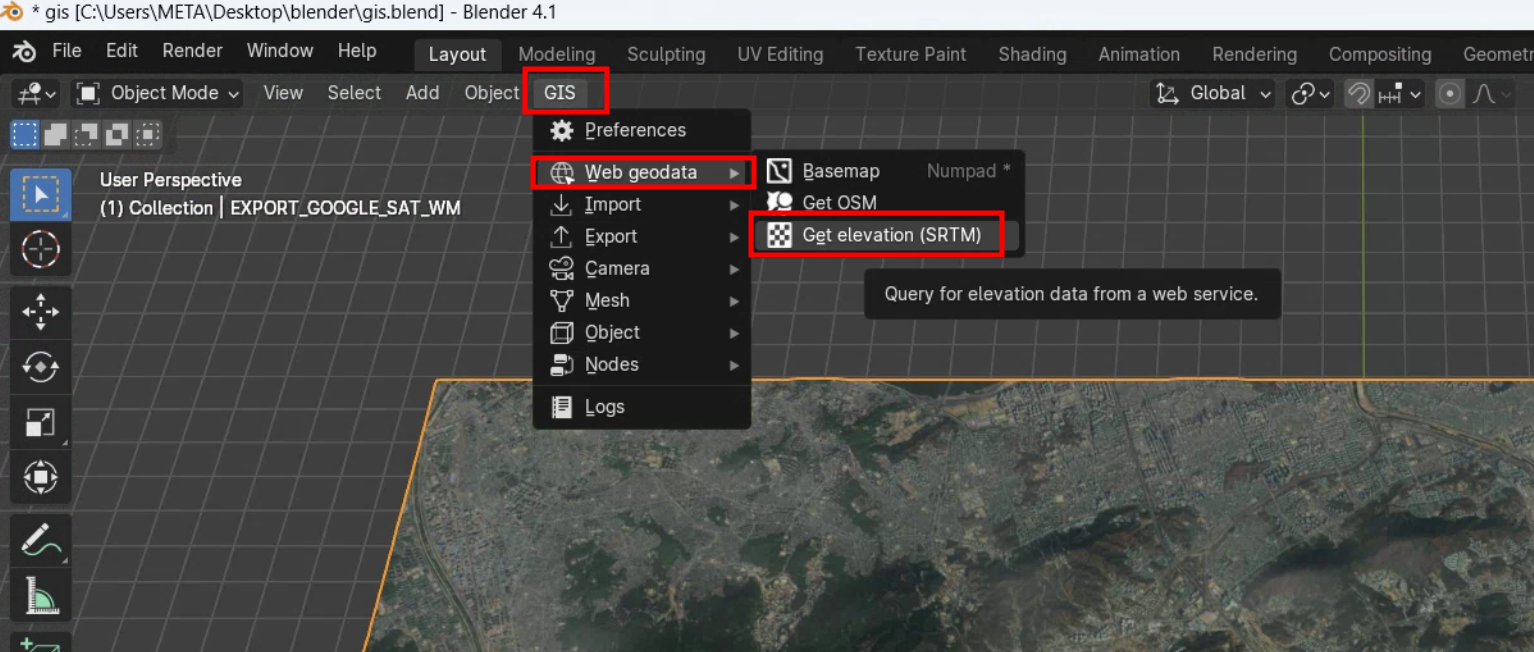 * gis [C:\Users\META\Desktop\blender\gis.blend] - Blender 4.1
File Edit Render Window Help Layout Modeling Sculpting UV Editing Texture Paint Shading Animation Rendering Compositing Geometr
Object Mode View Select Add Object GIS Global
Preferences
User Perspective
(1) Collection | EXPORT_GOOGLE_SAT_WM
Web geodata
Import
Export
Camera
Mesh
Object
Nodes
Logs
Basemap Numpad *
Get OSM
Get elevation (SRTM)
Query for elevation data from a web service.